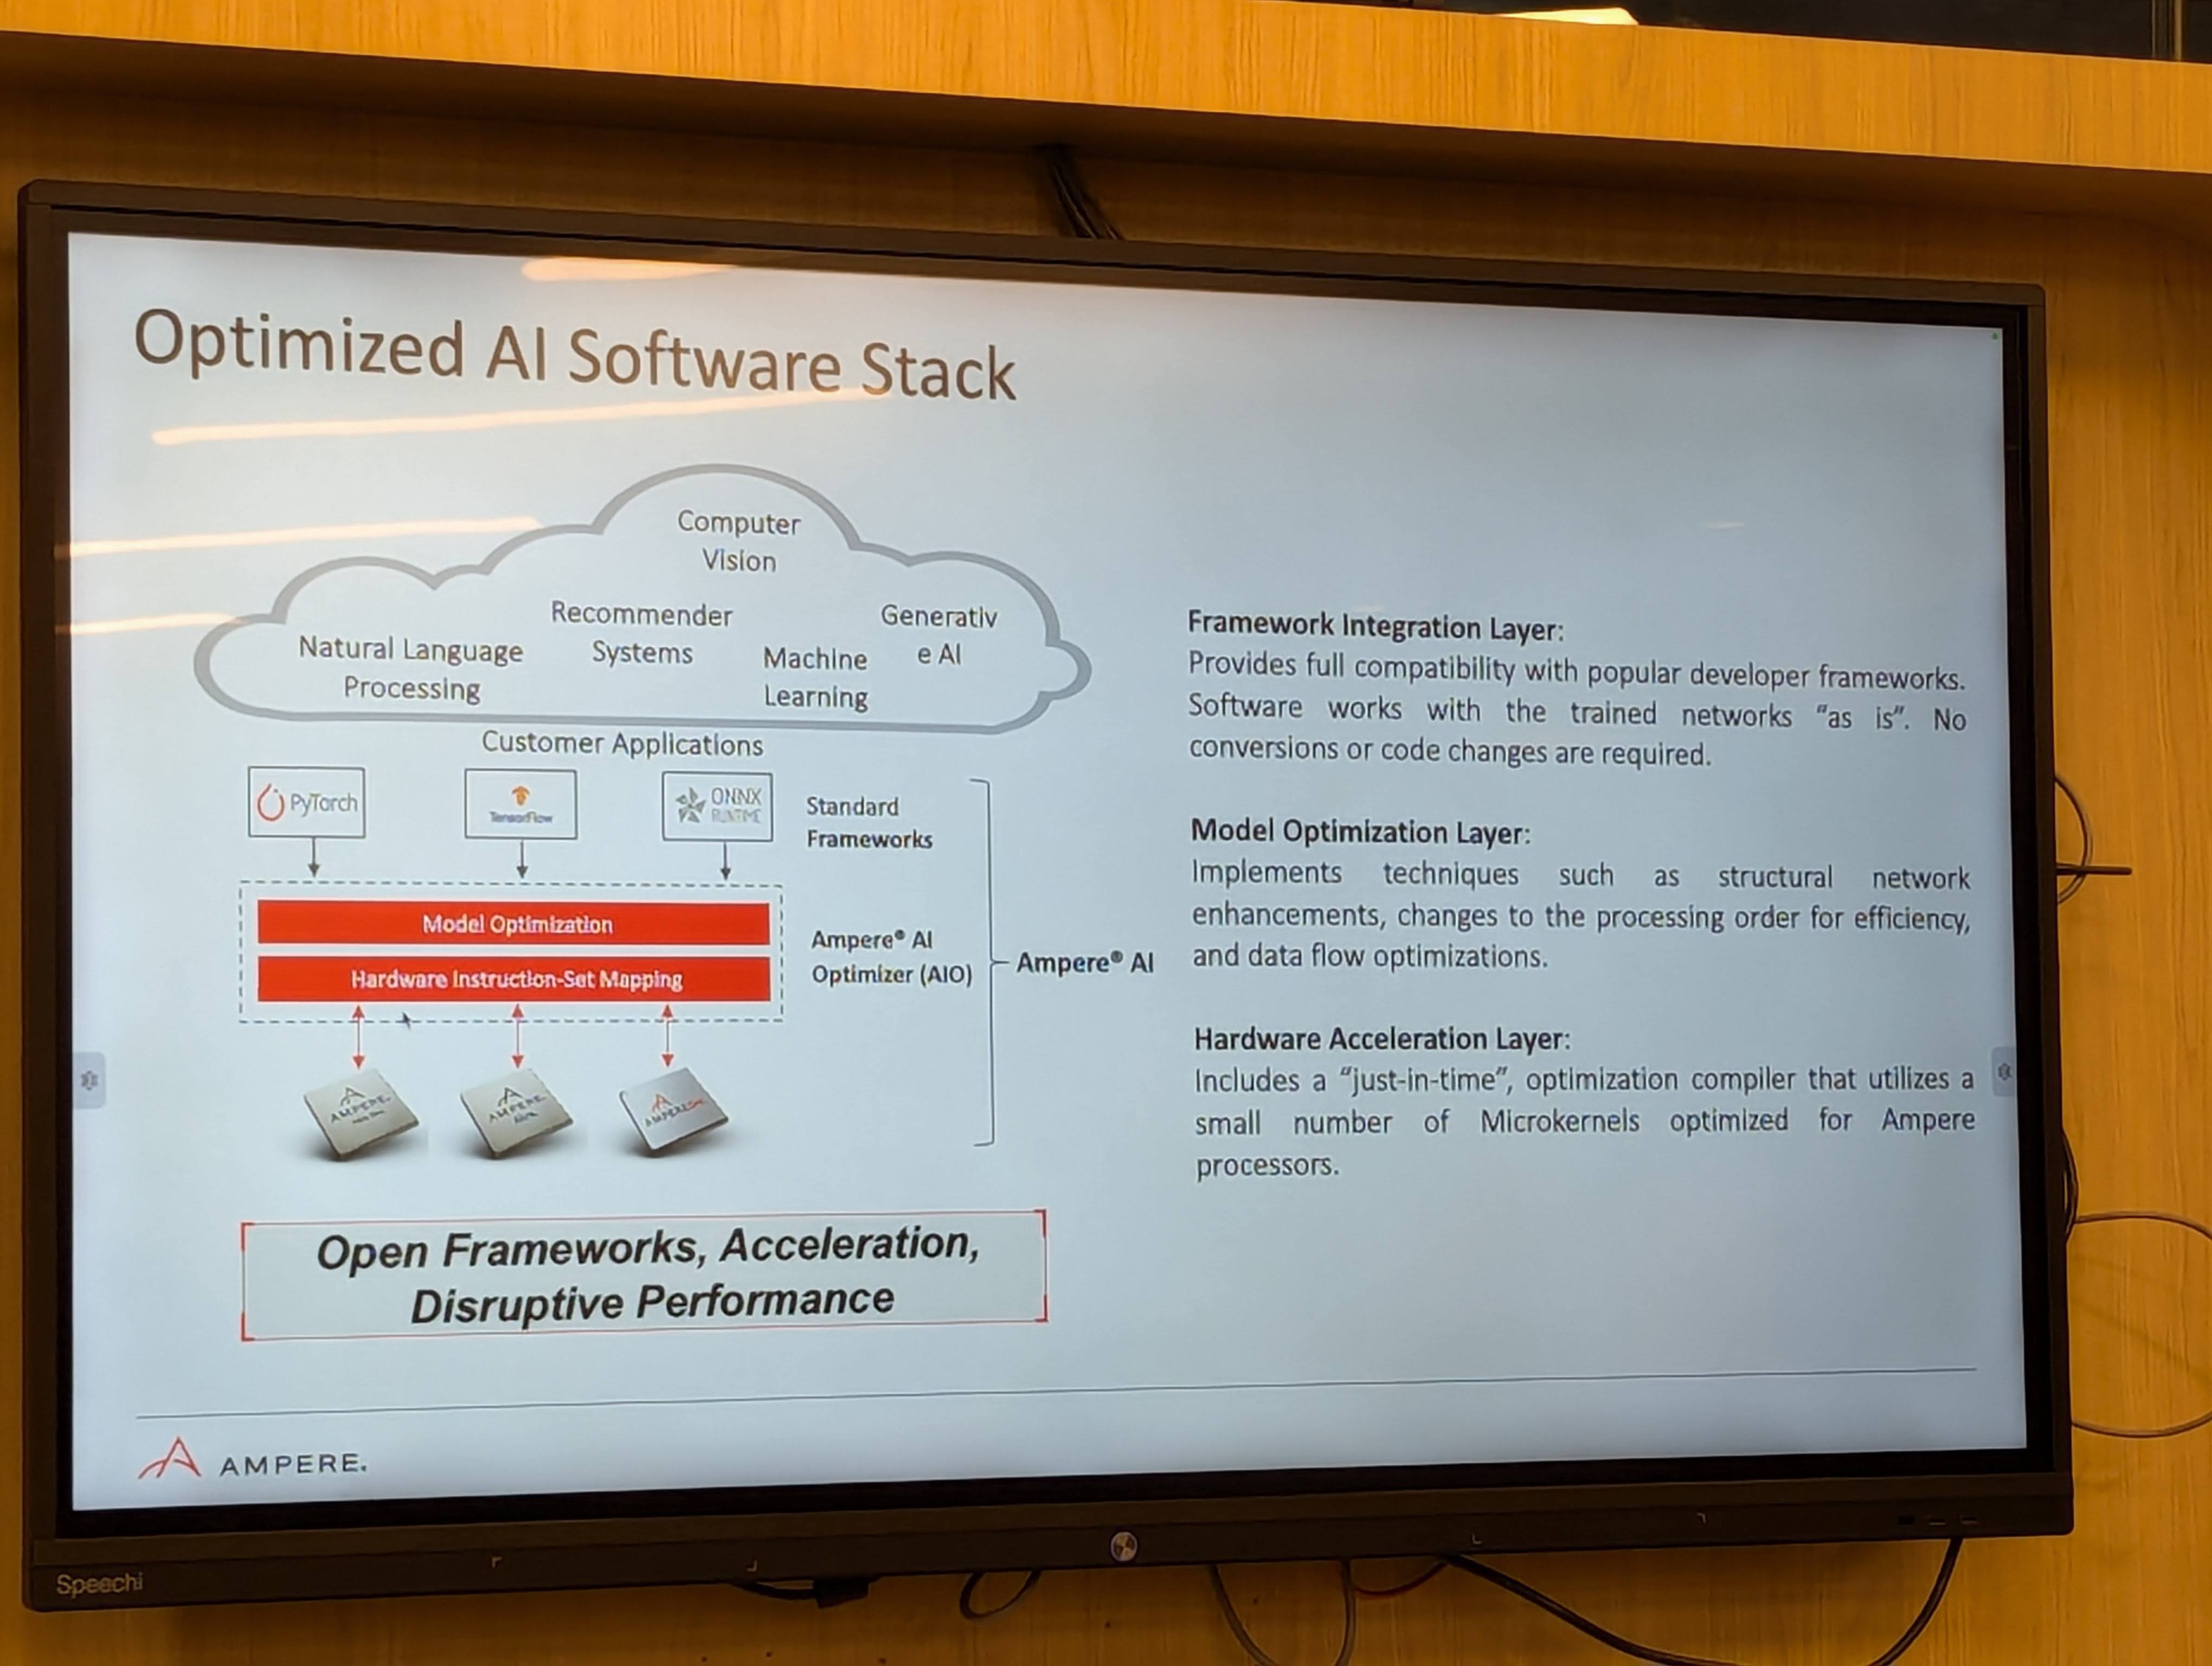 Optimized AI Software Stack
Computer
Vision
Recommender
Systems
Generativ
e AI
Natural Language
Processing
Machine
Learning
Customer Applications
PyTorch
TensorFlow
ONNX
RUNTIME
Standard
Frameworks
Model Optimization
Hardware Instruction-Set Mapping
Ampere® AI
Optimizer (AIO)
Ampere® AI
AMPERE.
AMPERE.
AMPERE
Open Frameworks, Acceleration,
Disruptive Performance
Framework Integration Layer:
Provides full compatibility with popular developer frameworks.
Software works with the trained networks “as is”. No
conversions or code changes are required.
Model Optimization Layer:
Implements techniques such as structural network
enhancements, changes to the processing order for efficiency,
and data flow optimizations.
Hardware Acceleration Layer:
Includes a “just-in-time”, optimization compiler that utilizes a
small number of Microkernels optimized for Ampere
processors.
AMPERE.
Speechi